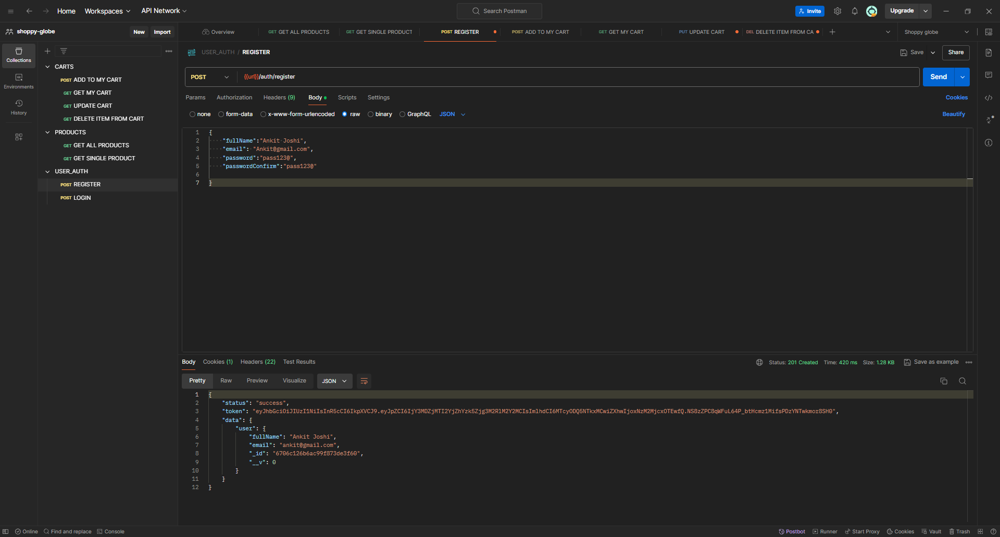 Home Workspaces API Network Search Postman Invite Upgrade
shoppy-globe New Import Overview GET GET ALL PRODUCTS GET GET SINGLE PRODUCT POST REGISTER POST ADD TO MY CART GET GET MY CART PUT UPDATE CART DEL DELETE ITEM FROM CA Shoppy globe
Collections
Environments
History
CARTS
POST ADD TO MY CART
GET GET MY CART
GET UPDATE CART
GET DELETE ITEM FROM CART
PRODUCTS
GET GET ALL PRODUCTS
GET GET SINGLE PRODUCT
USER_AUTH
POST REGISTER
POST LOGIN
HTTP USER_AUTH / REGISTER Save Share
POST {{url}}/auth/register Send
Params Authorization Headers (9) Body Scripts Settings Cookies
none form-data x-www-form-urlencoded raw binary GraphQL JSON Beautify
1 {
2 "fullName":"Ankit Joshi",
3 "email": "Ankit@gmail.com",
4 "password":"pass123@",
5 "passwordConfirm":"pass123@"
6
7 }
Body Cookies (1) Headers (22) Test Results Status: 201 Created Time: 420 ms Size: 1.28 KB Save as example
Pretty Raw Preview Visualize JSON
1 {
2 "status": "success",
3 "token": "eyJhbGciOiJIUzI1NiIsInR5cCI6IkpXVCJ9.eyJpZCI6IjY3MDZjMTI2YjZhYzk5Zjg3M2RlM2Y2MCIsImlhdCI6MTcyODQ5NTkxMCwiZXhwIjoxNzM2MjcxOTEwfQ.NS8zZPC8qWFuL64P_btHcmz1MifsPDzYNTwkmor8SH0",
4 "data": {
5 "user": {
6 "fullName": "Ankit Joshi",
7 "email": "ankit@gmail.com",
8 "_id": "6706c126b6ac99f873de3f60",
9 "__v": 0
10 }
11 }
12 }
Online Find and replace Console Postbot Runner Start Proxy Cookies Vault Trash